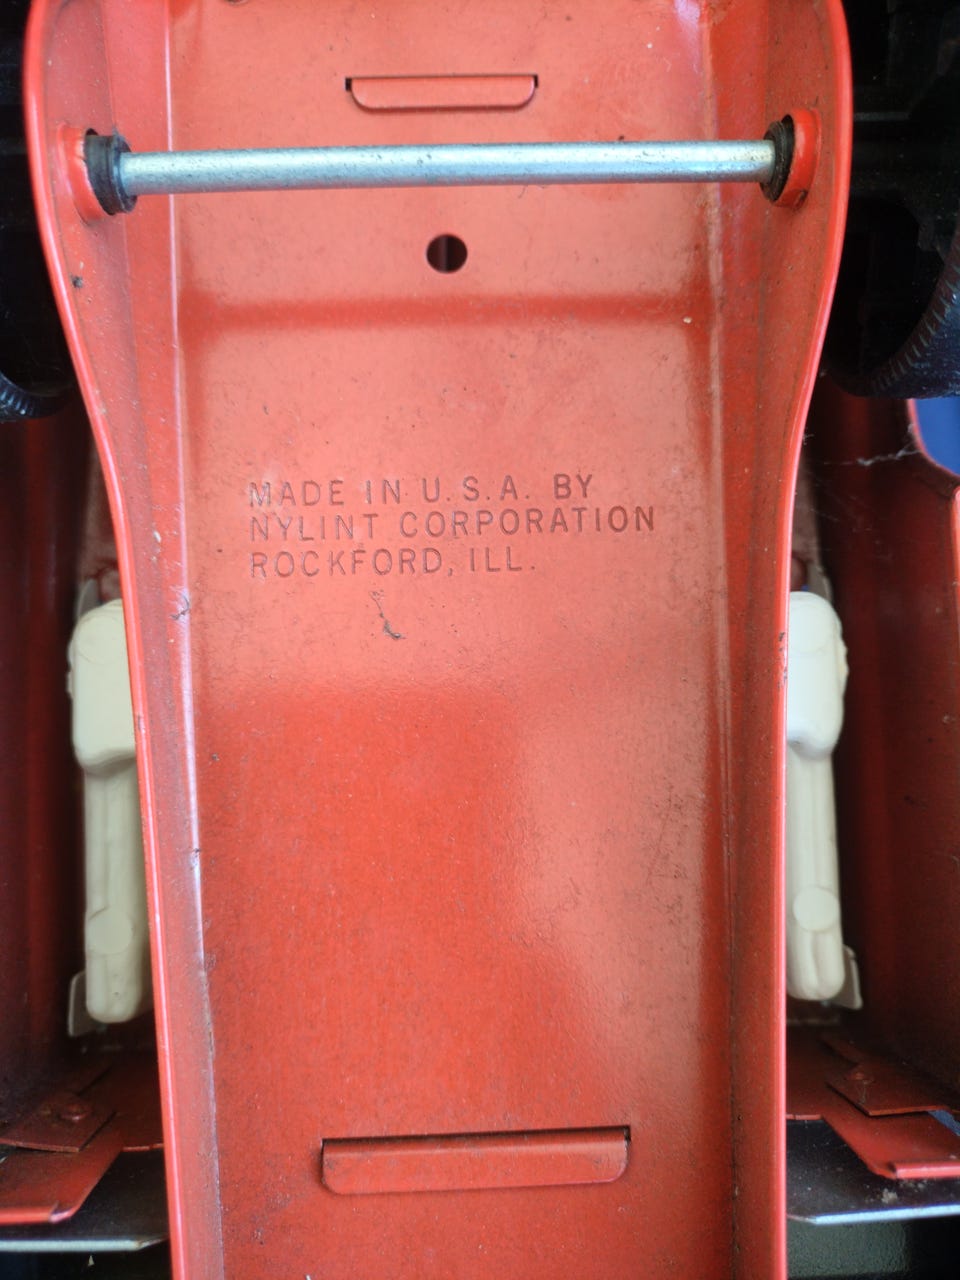 MADE IN U.S.A. BY
NYLINT CORPORATION
ROCKFORD, ILL.